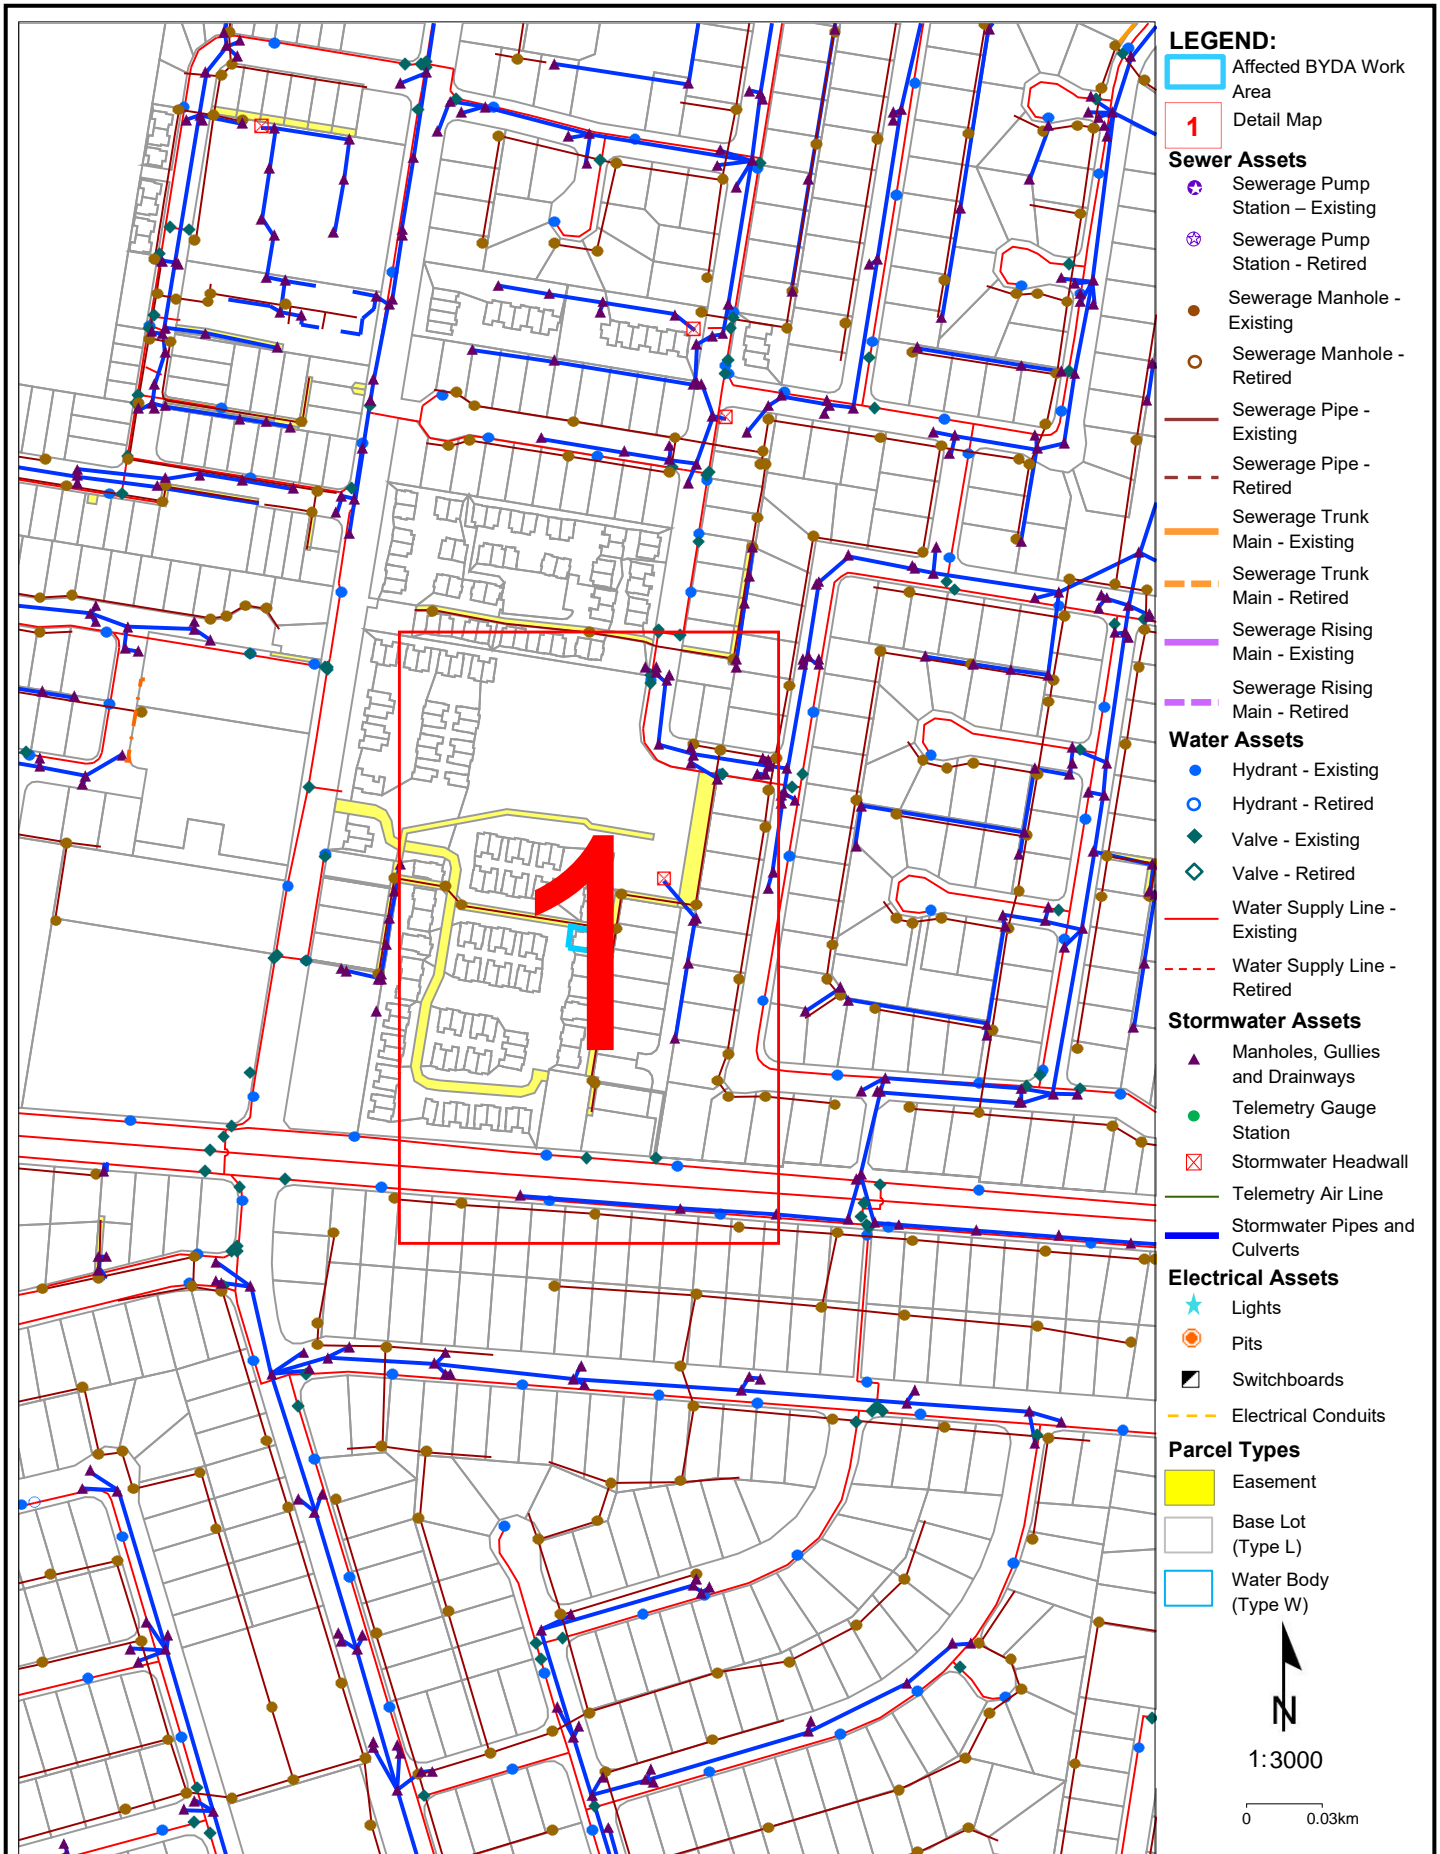 LEGEND:
Affected BYDA Work
Area
1
Detail Map
Sewer Assets
Sewerage Pump
Station – Existing
Sewerage Pump
Station - Retired
Sewerage Manhole -
Existing
Sewerage Manhole -
Retired
Sewerage Pipe -
Existing
Sewerage Pipe -
Retired
Sewerage Trunk
Main - Existing
Sewerage Trunk
Main - Retired
Sewerage Rising
Main - Existing
Sewerage Rising
Main - Retired
Water Assets
Hydrant - Existing
Hydrant - Retired
Valve - Existing
Valve - Retired
Water Supply Line -
Existing
Water Supply Line -
Retired
Stormwater Assets
Manholes, Gullies
and Drainways
Telemetry Gauge
Station
Stormwater Headwall
Telemetry Air Line
Stormwater Pipes and
Culverts
Electrical Assets
Lights
Pits
Switchboards
Electrical Conduits
Parcel Types
Easement
Base Lot
(Type L)
Water Body
(Type W)
N
1:3000
0 0.03km
1